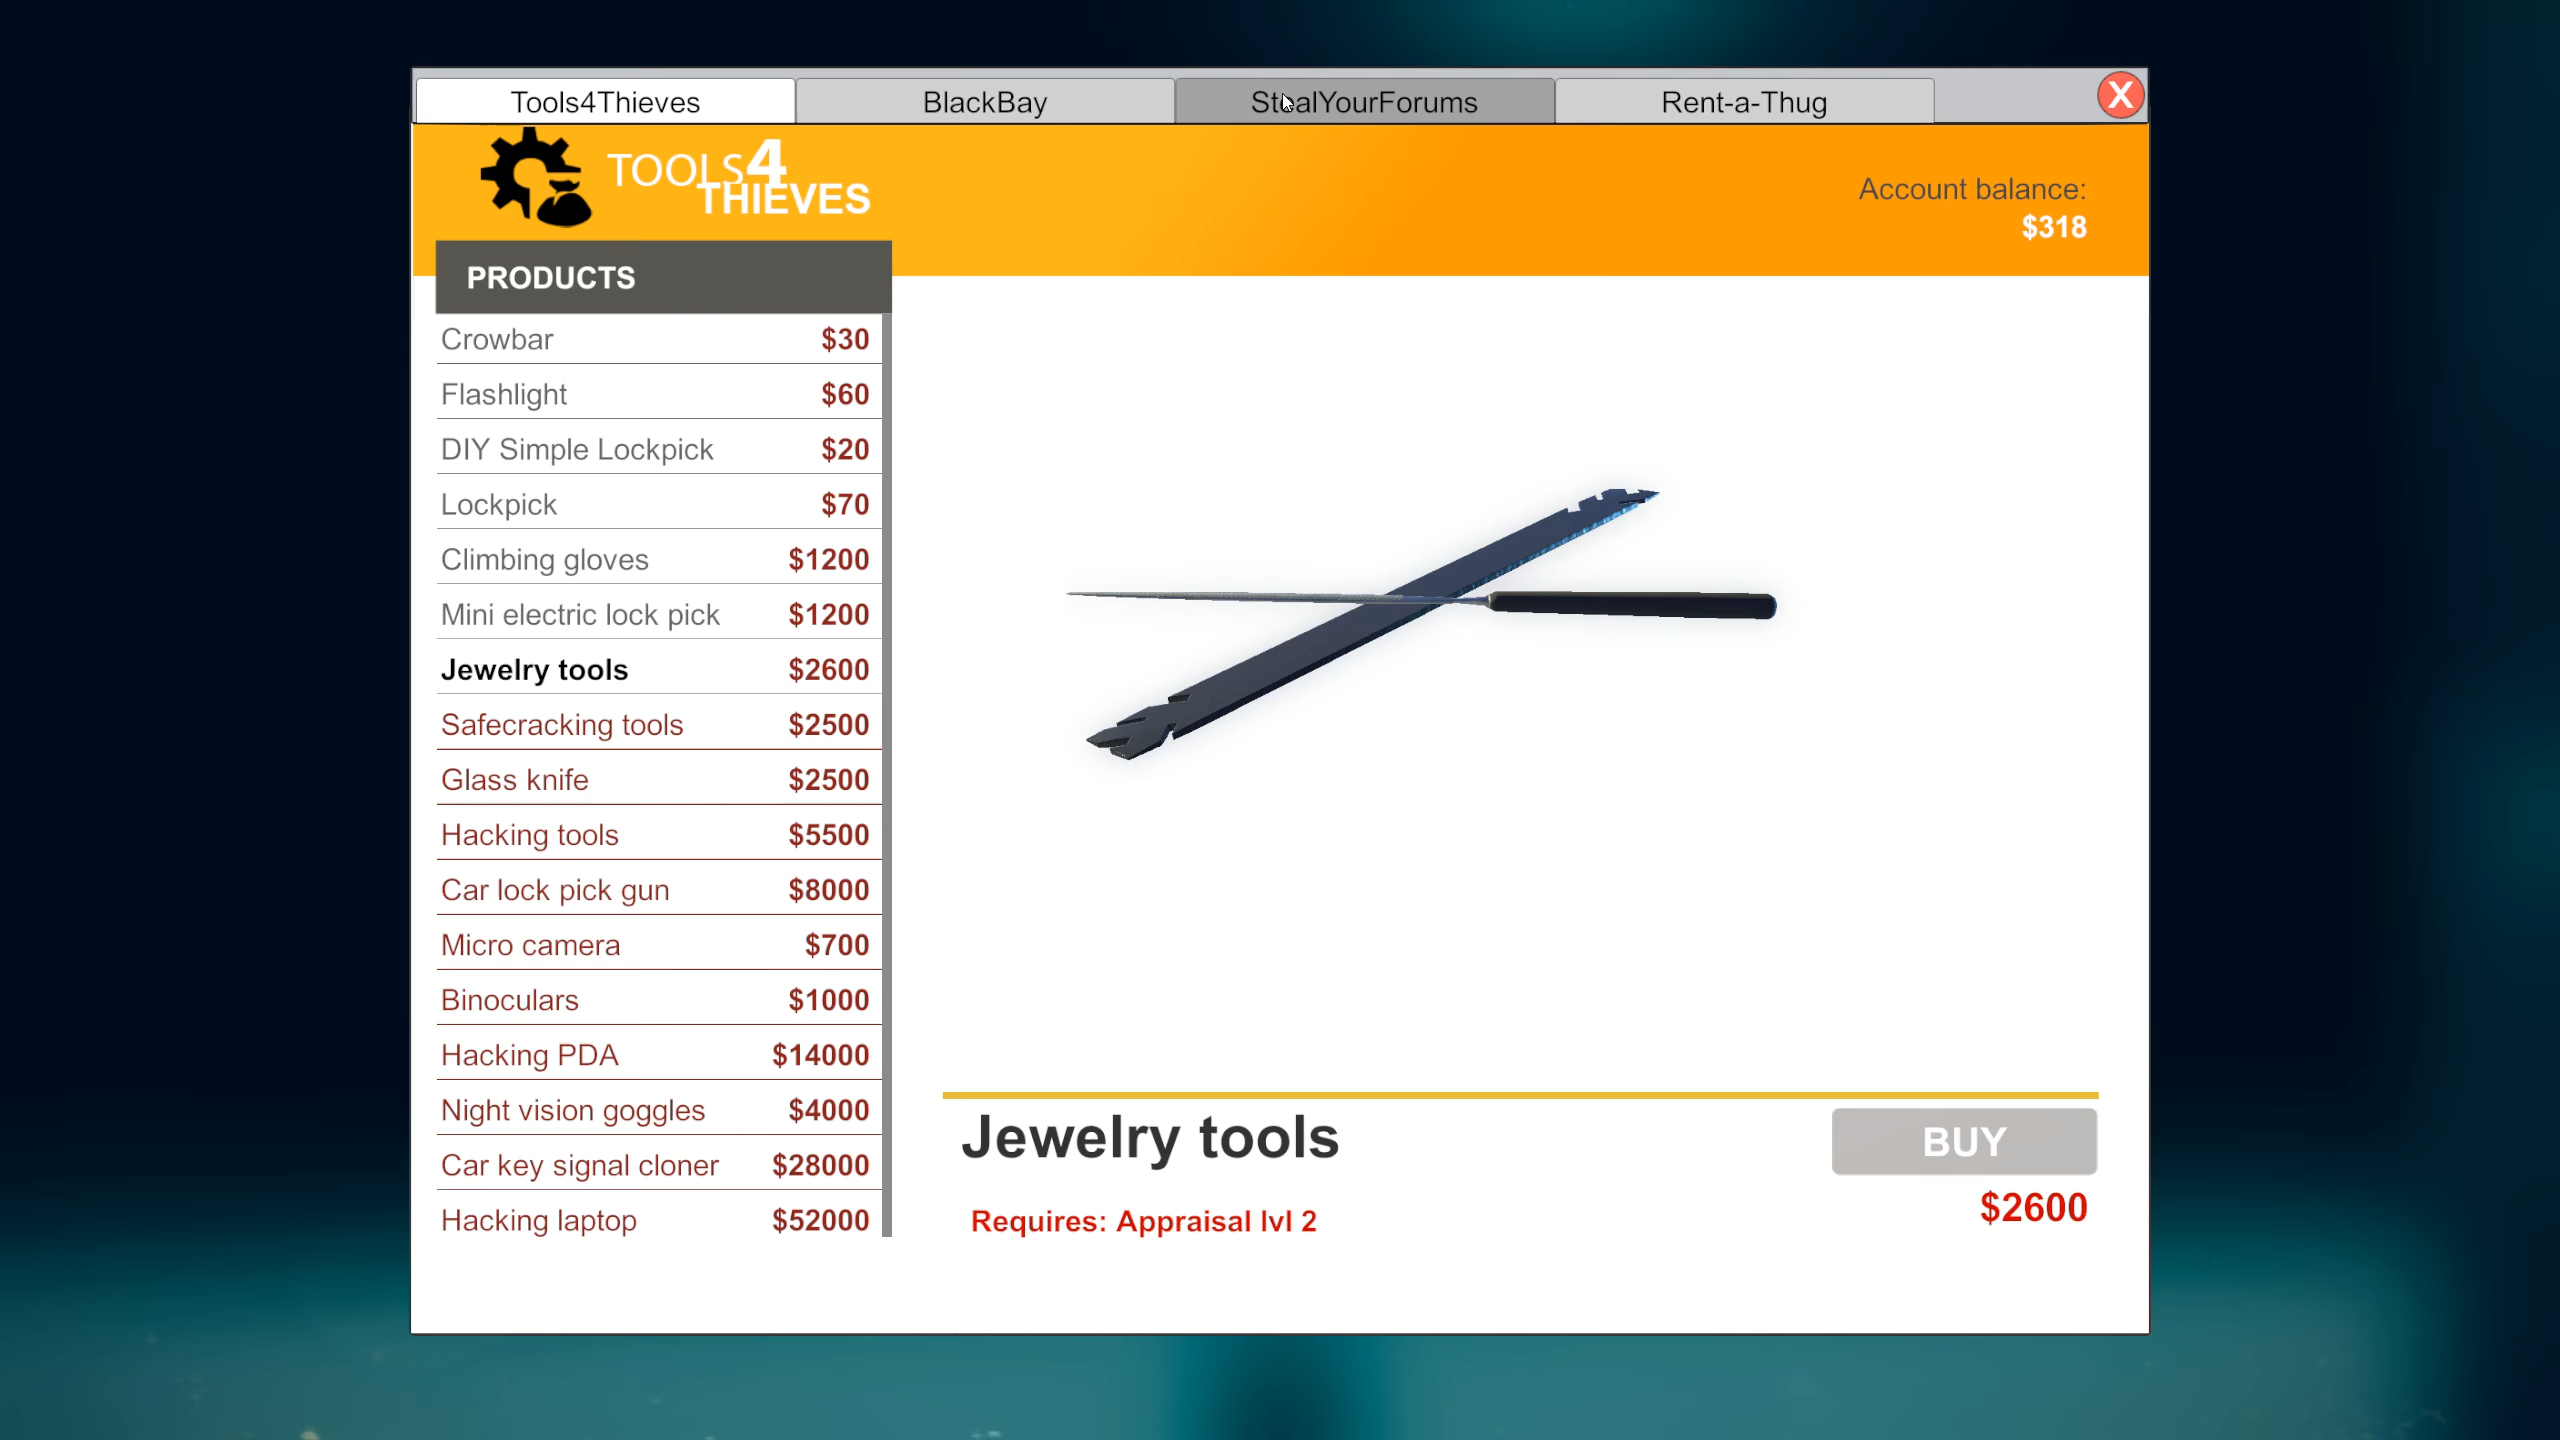 Tools4Thieves
BlackBay
StealYourForums
Rent-a-Thug
X
TOOLS4
THIEVES
Account balance:
$318
PRODUCTS
Crowbar $30
Flashlight $60
DIY Simple Lockpick $20
Lockpick $70
Climbing gloves $1200
Mini electric lock pick $1200
Jewelry tools $2600
Safecracking tools $2500
Glass knife $2500
Hacking tools $5500
Car lock pick gun $8000
Micro camera $700
Binoculars $1000
Hacking PDA $14000
Night vision goggles $4000
Car key signal cloner $28000
Hacking laptop $52000
Jewelry tools
BUY
$2600
Requires: Appraisal lvl 2